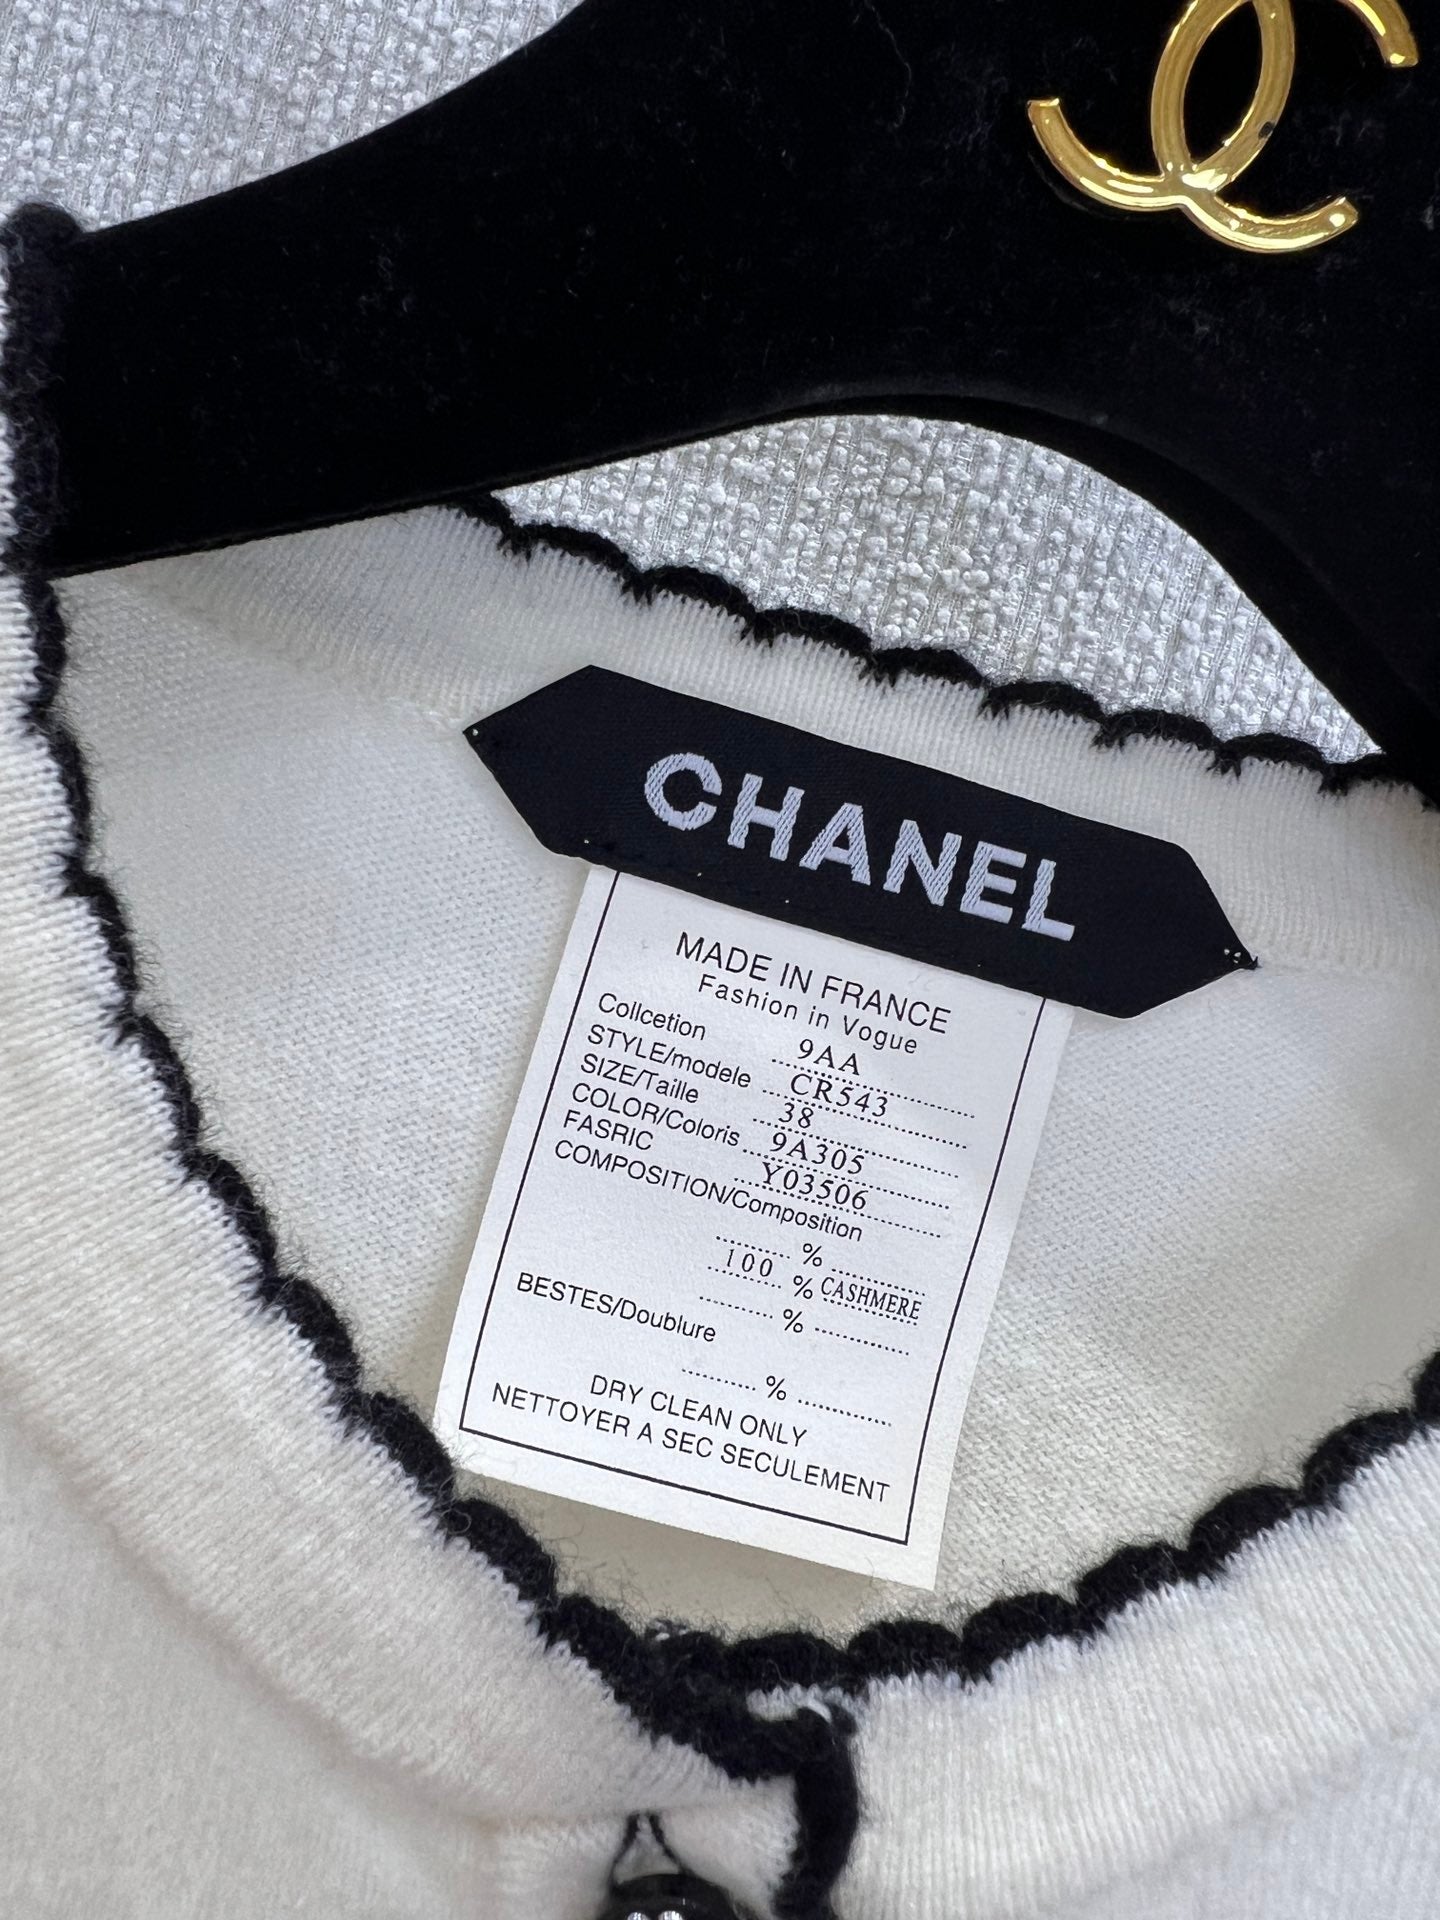 CHANEL
MADE IN FRANCE
Fashion in Vogue
Collcetion 9AA
STYLE/modele CR543
SIZE/Taille 38
COLOR/Coloris 9A305
FASRIC Y03506
COMPOSITION/Composition
%
100 % CASHMERE
%
BESTES/Doublure
%
DRY CLEAN ONLY
NETTOYER A SEC SECULEMENT